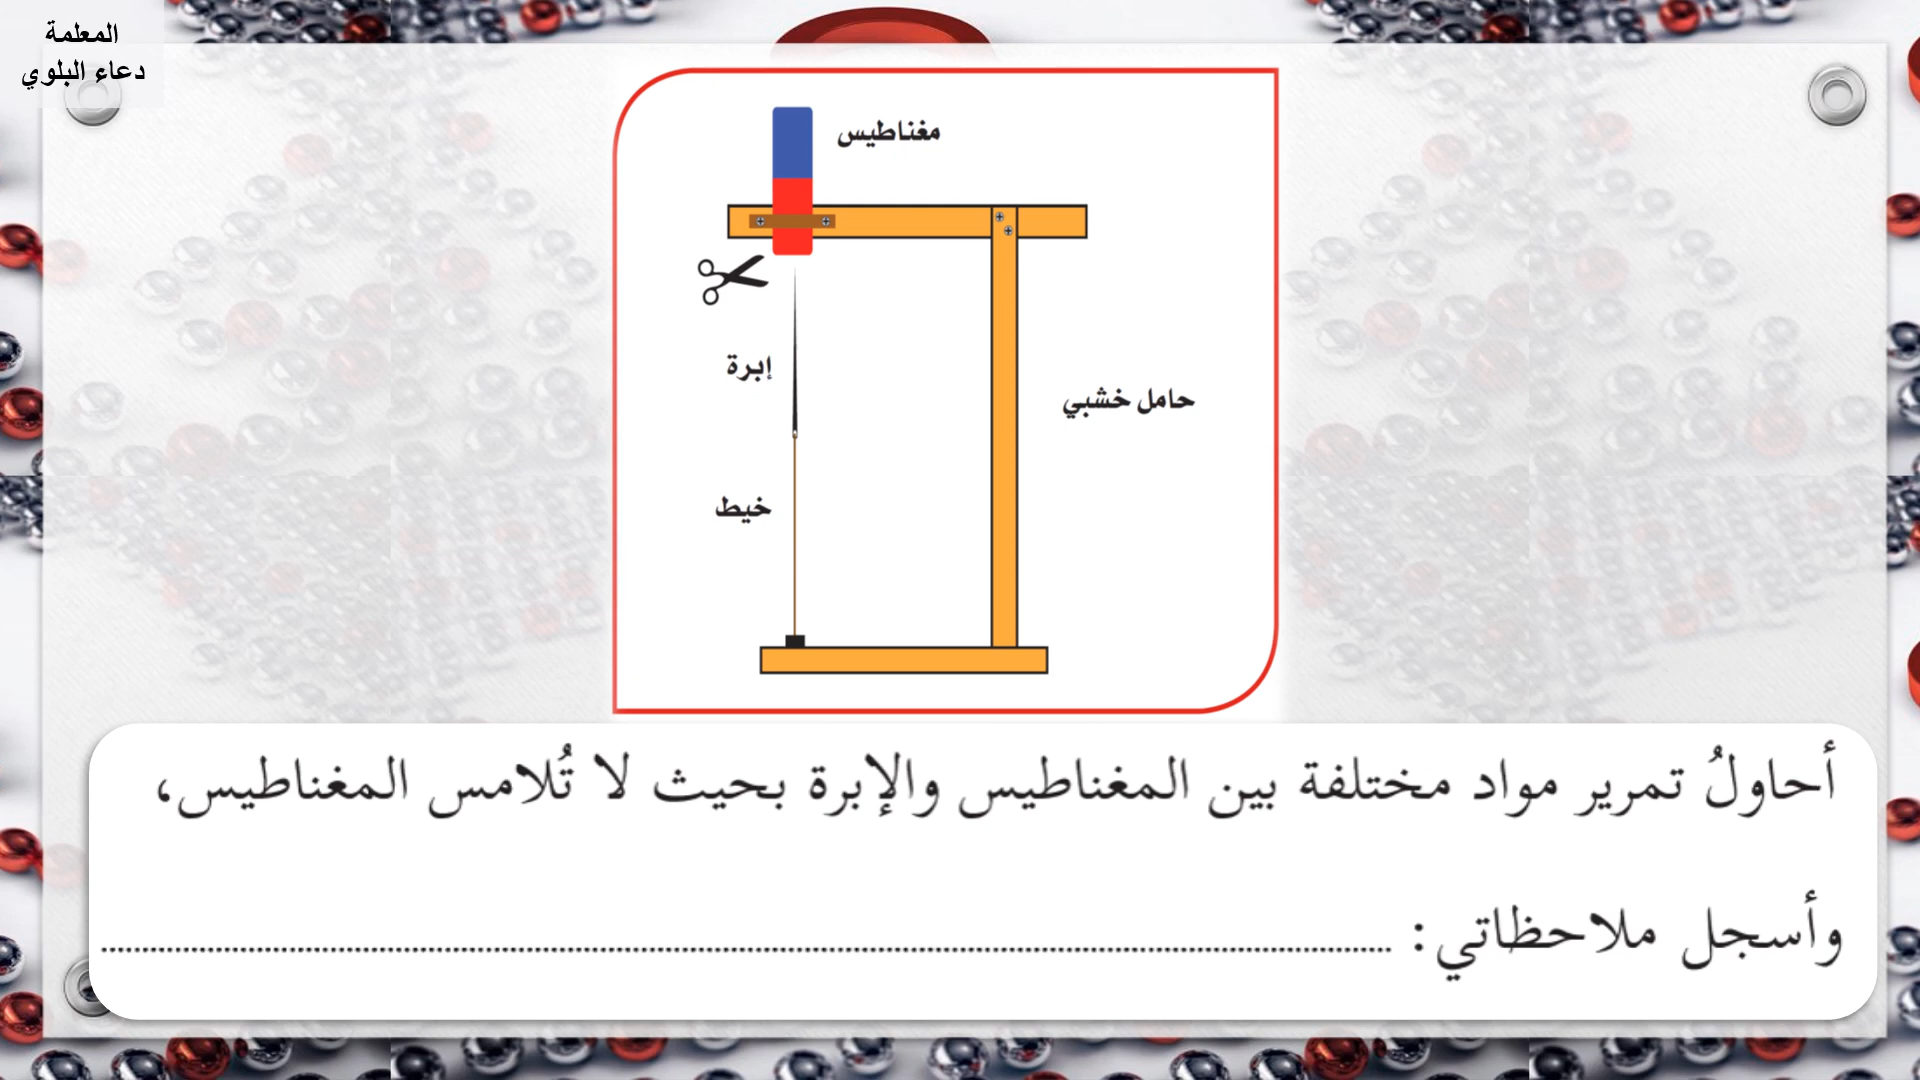 المعلمة
دعاء البلوي
مغناطيس
إبرة
حامل خشبي
خيط
أحاولُ تمرير مواد مختلفة بين المغناطيس والإبرة بحيث لا تُلامس المغناطيس،
وأسجل ملاحظاتي: ........................................................................................................